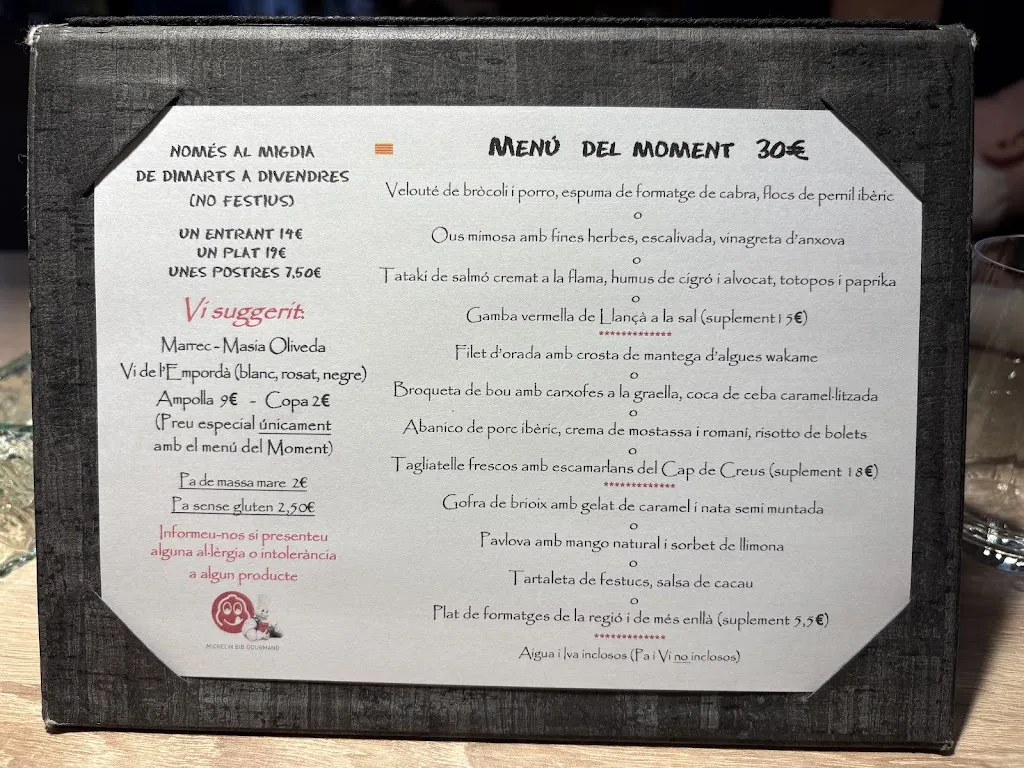 NOMÉS AL MIGDIA
DE DIMARTS A DIVENDRES
(NO FESTIUS)
UN ENTRANT 14€
UN PLAT 19€
UNES POSTRES 7,50€
Vi suggerit:
Marrec - Masia Oliveda
Vi de l'Empordà (blanc, rosat, negre)
Ampolla 9€ - Copa 2€
(Preu especial únicament
amb el menú del Moment)
Pa de massa mare 2€
Pa sense gluten 2,50€
Informeu-nos si presenteu
alguna al·lèrgia o intolerància
a algun producte
MICHELIN BIB GOURMAND
MENÚ DEL MOMENT 30€
Velouté de bròcoli i porro, espuma de formatge de cabra, flocs de pernil ibèric
o
Ous mimosa amb fines herbes, escalivada, vinagreta d'anxova
o
Tataki de salmó cremat a la flama, humus de cigró i alvocat, totopos i paprika
o
Gamba vermella de Llançà a la sal (suplement 15€)
*************
Filet d'orada amb crosta de mantega d'algues wakame
o
Broqueta de bou amb carxofes a la graella, coca de ceba caramel·litzada
o
Abanico de porc ibèric, crema de mostassa i romani, risotto de bolets
o
Tagliatelle frescos amb escamarlans del Cap de Creus (suplement 18€)
*************
Gofra de brioix amb gelat de caramel i nata semi muntada
o
Pavlova amb mango natural i sorbet de llimona
o
Tartaleta de festucs, salsa de cacau
o
Plat de formatges de la regió i de més enllà (suplement 5,5€)
*************
Aigua i Iva inclosos (Pa i Vi no inclosos)